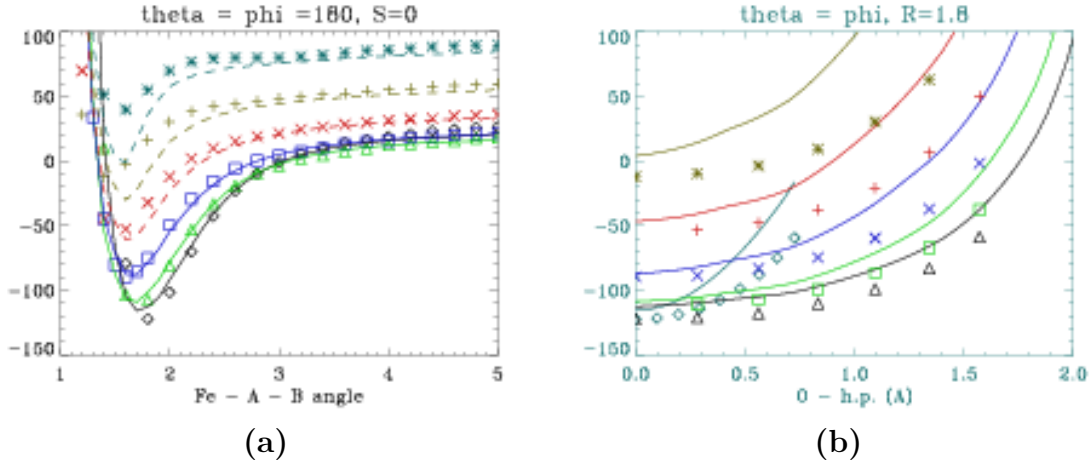 theta = phi =180, S=0
100
50
0
−50
−100
−150
1 2 3 4 5
Fe − A − B angle
(a)
theta = phi, R=1.8
100
50
0
−50
−100
−150
0.0 0.5 1.0 1.5 2.0
0 − h.p. (A)
(b)